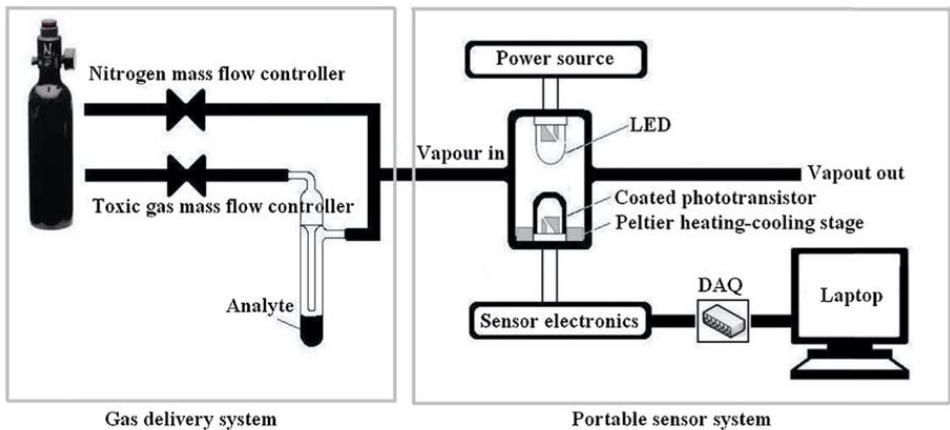 Nitrogen mass flow controller
Toxic gas mass flow controller
Analyte
Gas delivery system
Power source
LED
Vapour in
Vapout out
Coated phototransistor
Peltier heating-cooling stage
DAQ
Laptop
Sensor electronics
Portable sensor system